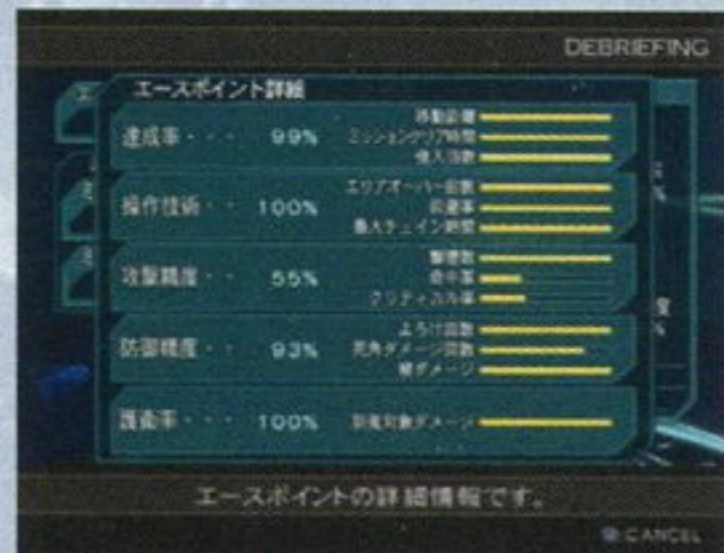 DEBRIEFING
エースポイント詳細
達成率・・・ 99%
移動距離
ミッションクリア時間
侵入回数
操作技術・・ 100%
エリアオーバー回数
回避率
最大チェイン時間
攻撃精度・・ 55%
撃墜数
命中率
クリティカル率
防御精度・・ 93%
よろけ回数
死角ダメージ回数
総ダメージ
護衛率・・・ 100%
防衛対象ダメージ
エースポイントの詳細情報です。
CANCEL